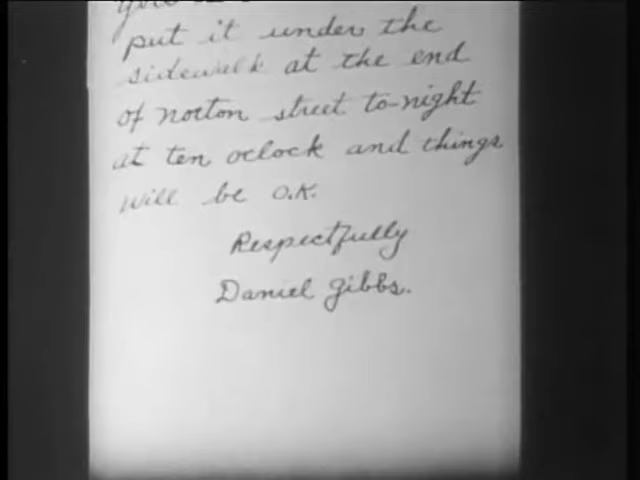 put it under the
sidewalk at the end
of norton street to-night
at ten oclock and things
will be O.K.
Respectfully
Daniel Gibbs.